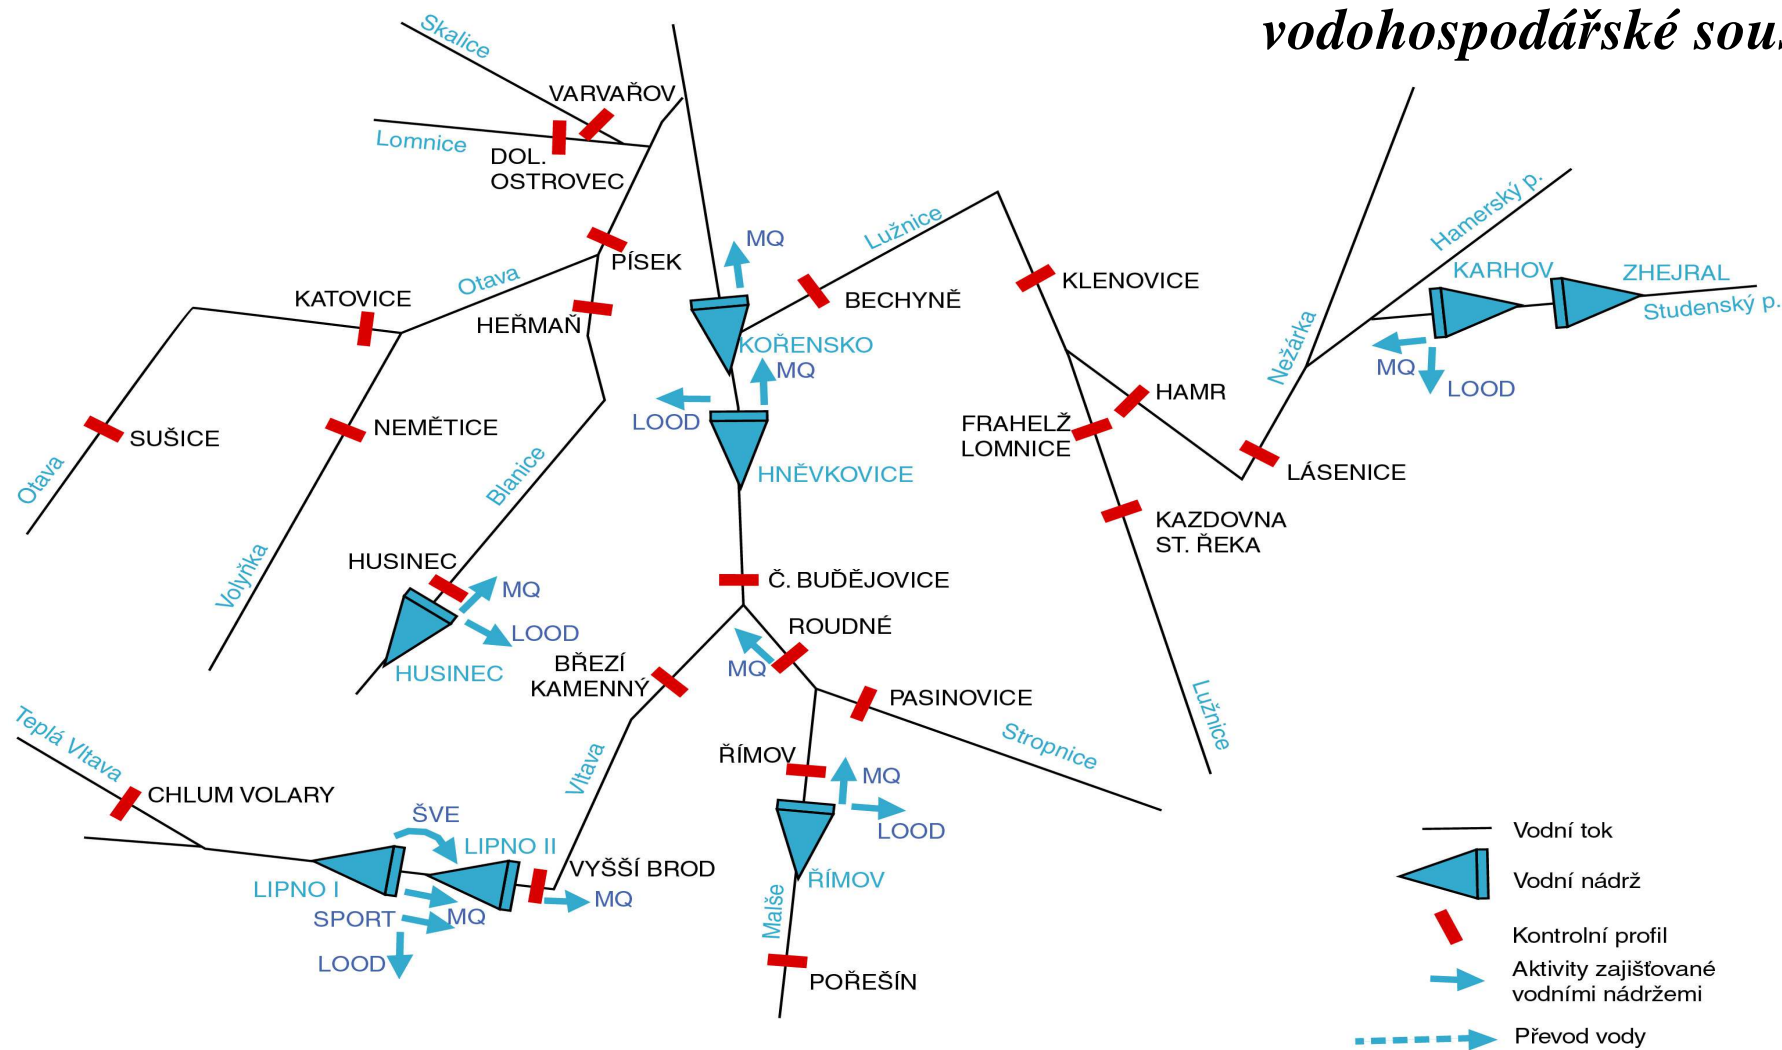 vodohospodářské sous
Skalice
VARVAŘOV
Lomnice
DOL.
OSTROVEC
Hamerský p.
Lužnice
MQ
PÍSEK
Otava
KATOVICE
HEŘMAŇ
BECHYNĚ
KLENOVICE
KARHOV
ZHEJRAL
Studenský p.
KOŘENSKO
Nežárka
MQ
MQ
LOOD
LOOD
HAMR
FRAHELŽ
LOMNICE
SUŠICE
NEMĚTICE
Otava
Blanice
HNĚVKOVICE
LÁSENICE
KAZDOVNA
ST. ŘEKA
Volyňka
HUSINEC
MQ
LOOD
HUSINEC
Č. BUĎĚJOVICE
ROUDNÉ
MQ
BŘEZÍ
KAMENNÝ
PASINOVICE
Stropnice
Lužnice
Teplá Vltava
Vltava
ŘÍMOV
MQ
LOOD
CHLUM VOLARY
ŠVE
LIPNO II
VYŠŠÍ BROD
LIPNO I
MQ
SPORT
MQ
LOOD
ŘÍMOV
Malše
POŘEŠÍN
Vodní tok
Vodní nádrž
Kontrolní profil
Aktivity zajišťované
vodními nádržemi
Převod vody